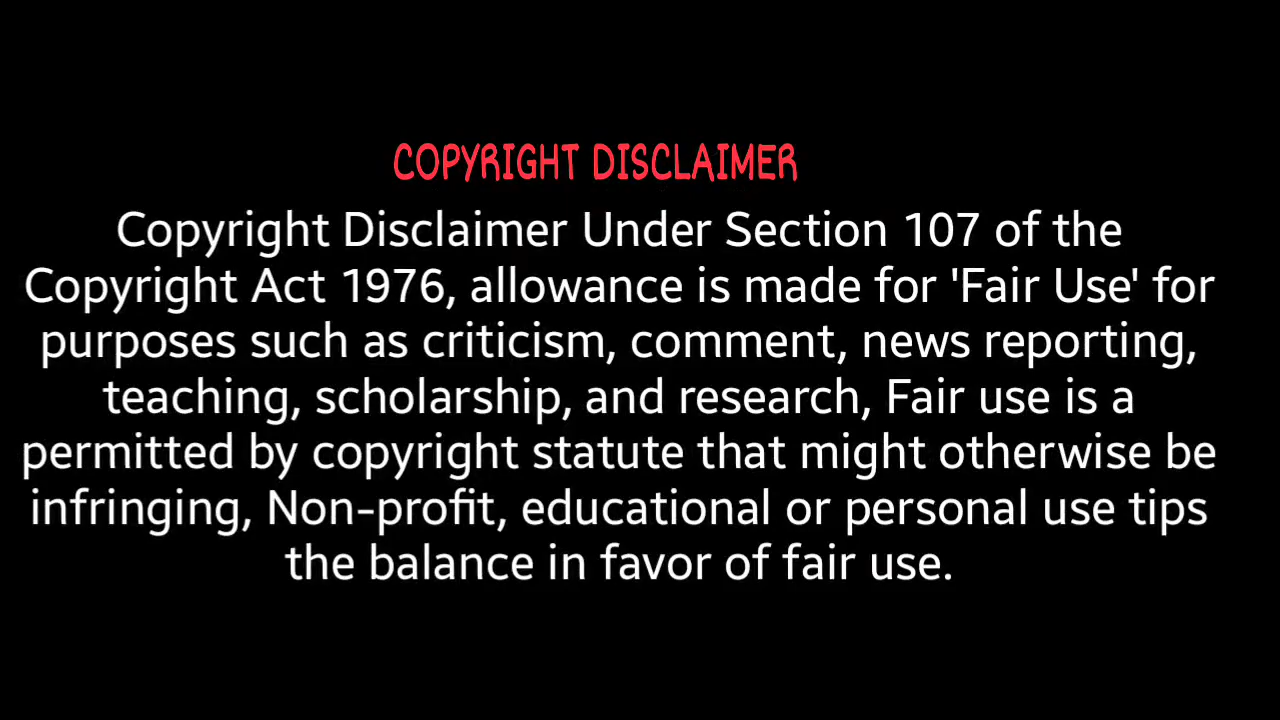 COPYRIGHT DISCLAIMER
Copyright Disclaimer Under Section 107 of the
Copyright Act 1976, allowance is made for 'Fair Use' for
purposes such as criticism, comment, news reporting,
teaching, scholarship, and research, Fair use is a
permitted by copyright statute that might otherwise be
infringing, Non-profit, educational or personal use tips
the balance in favor of fair use.